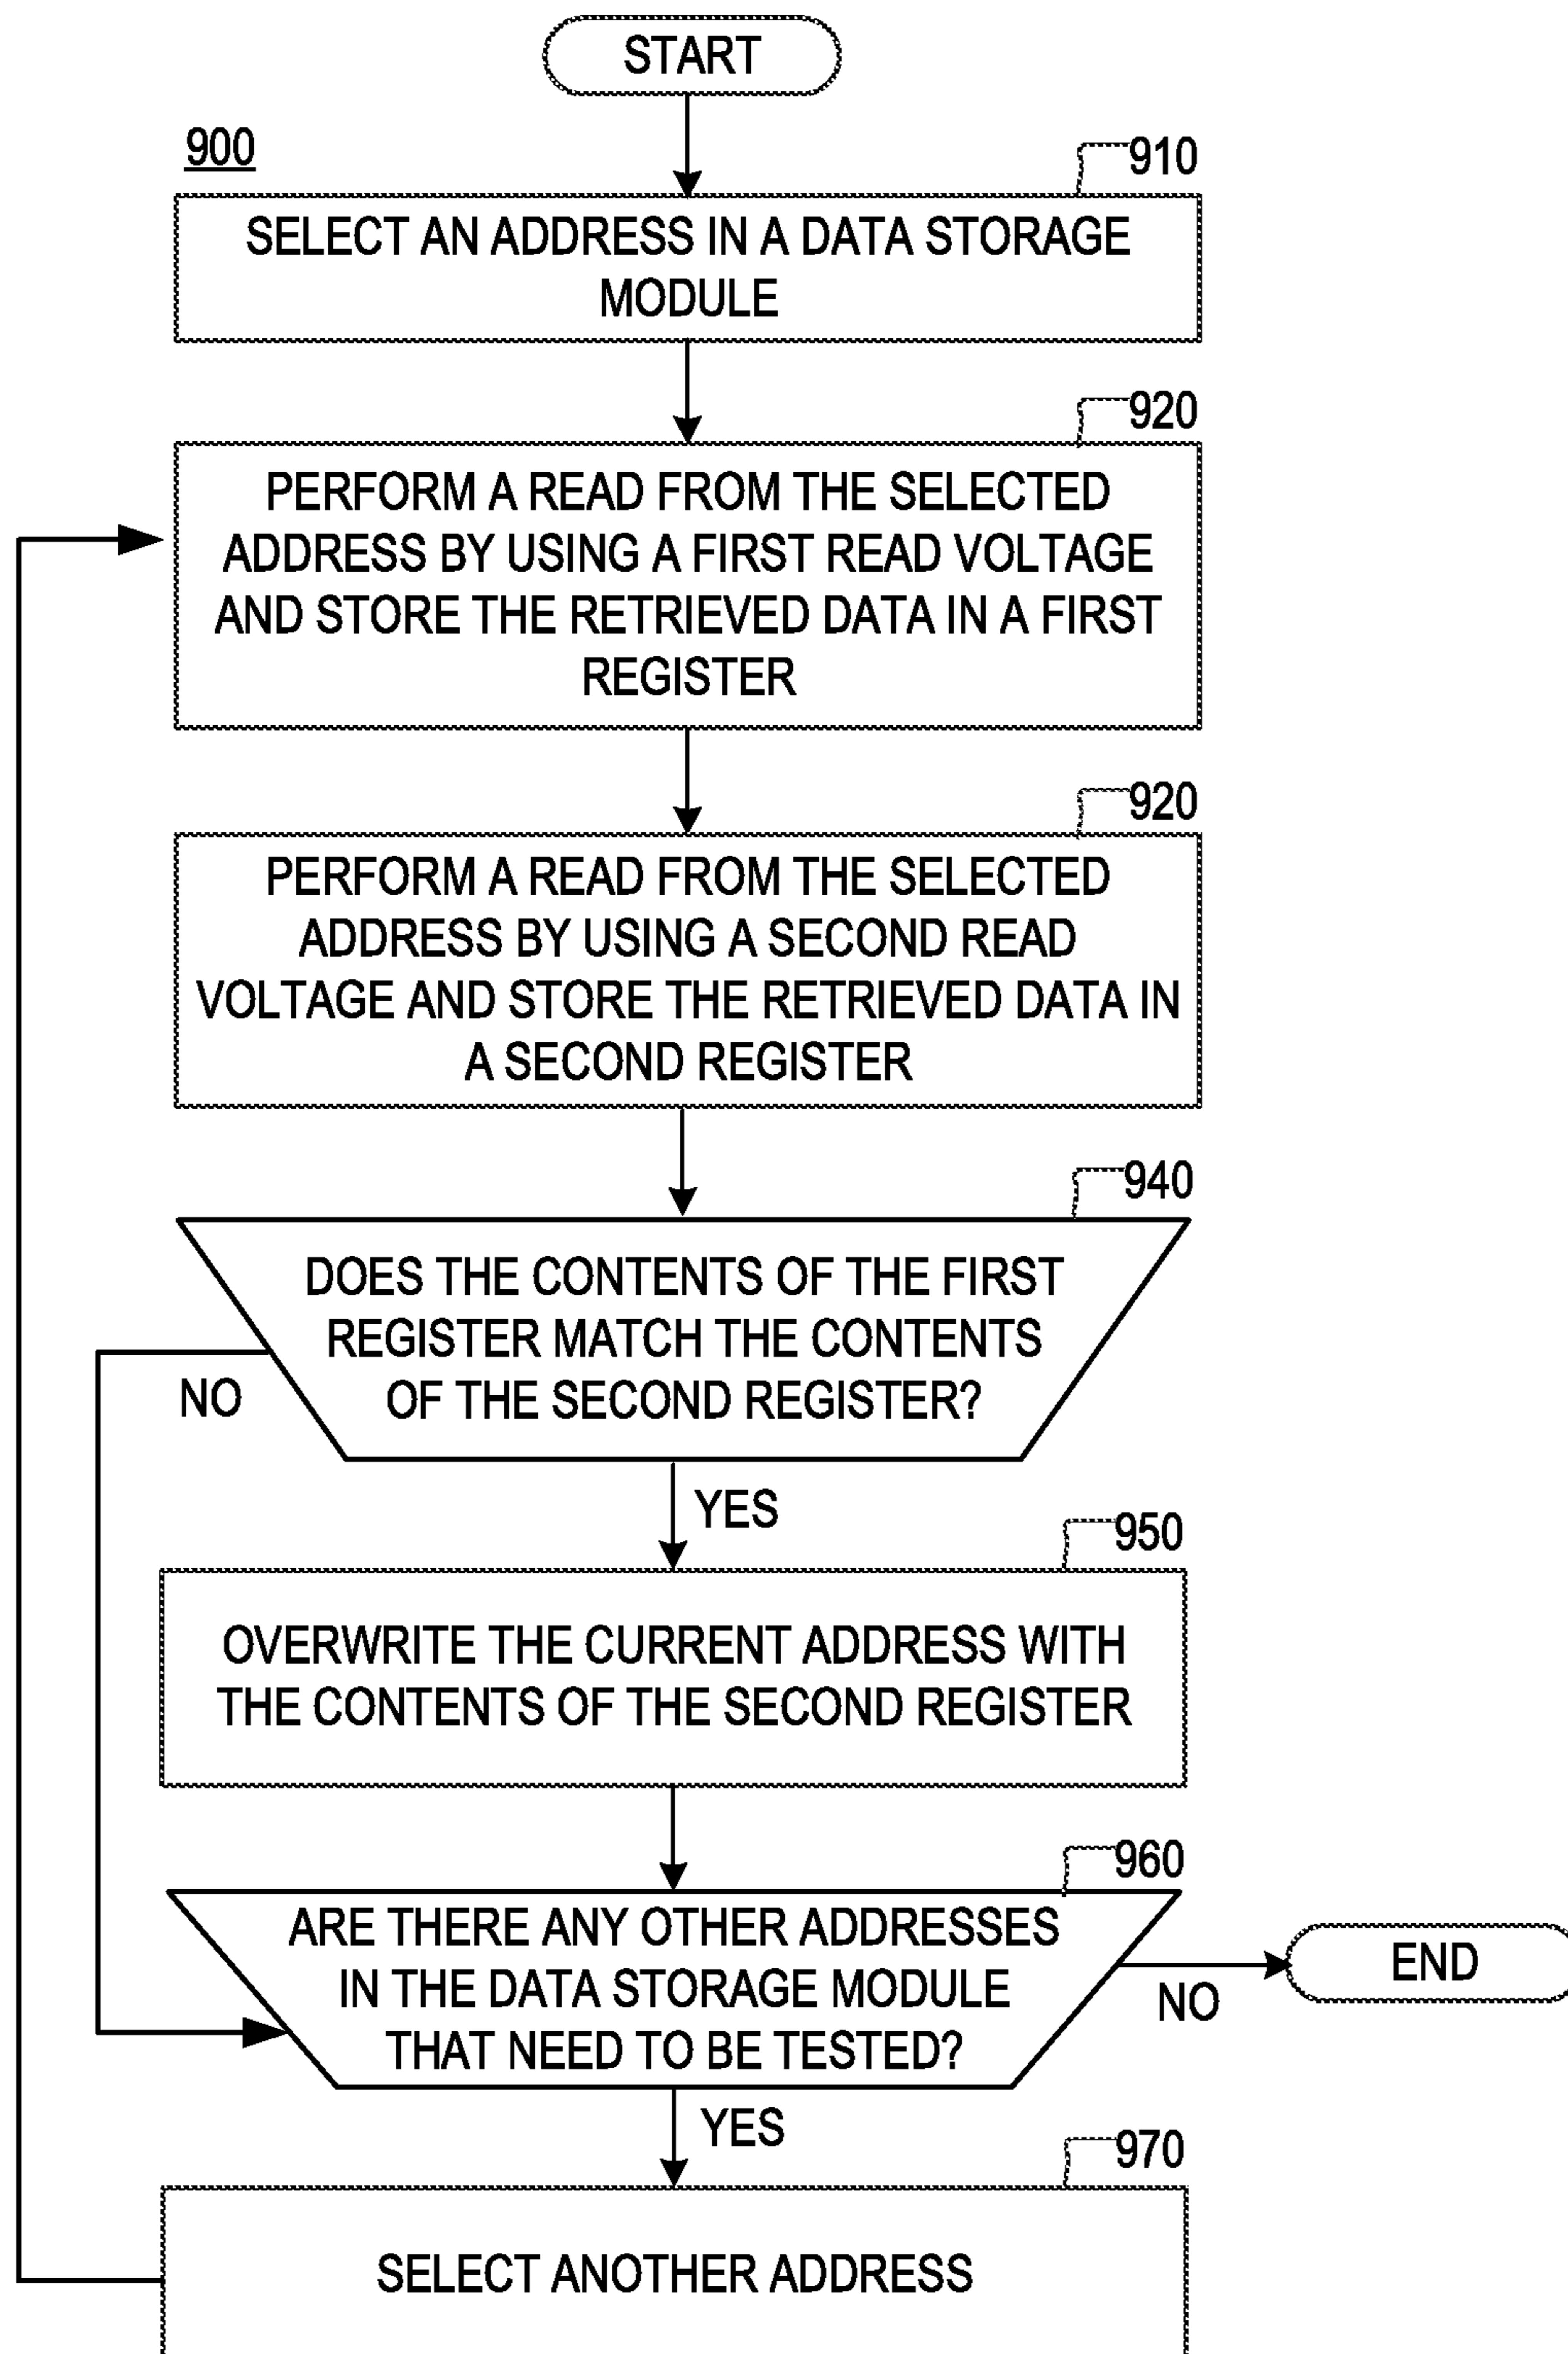 START
900
910
SELECT AN ADDRESS IN A DATA STORAGE
MODULE
920
PERFORM A READ FROM THE SELECTED
ADDRESS BY USING A FIRST READ VOLTAGE
AND STORE THE RETRIEVED DATA IN A FIRST
REGISTER
920
PERFORM A READ FROM THE SELECTED
ADDRESS BY USING A SECOND READ
VOLTAGE AND STORE THE RETRIEVED DATA IN
A SECOND REGISTER
940
DOES THE CONTENTS OF THE FIRST
REGISTER MATCH THE CONTENTS
OF THE SECOND REGISTER?
NO
YES
950
OVERWRITE THE CURRENT ADDRESS WITH
THE CONTENTS OF THE SECOND REGISTER
960
ARE THERE ANY OTHER ADDRESSES
IN THE DATA STORAGE MODULE
THAT NEED TO BE TESTED?
NO
END
YES
970
SELECT ANOTHER ADDRESS